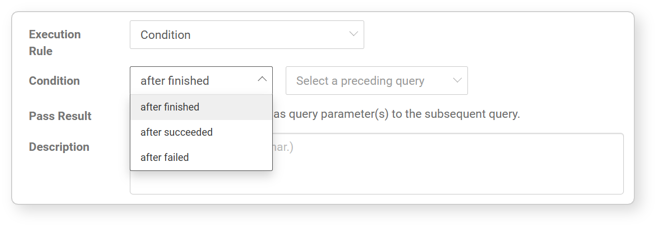 Execution Rule
Condition
Condition
after finished
Select a preceding query
after finished
after succeeded
after failed
Pass Result
as query parameter(s) to the subsequent query.
Description